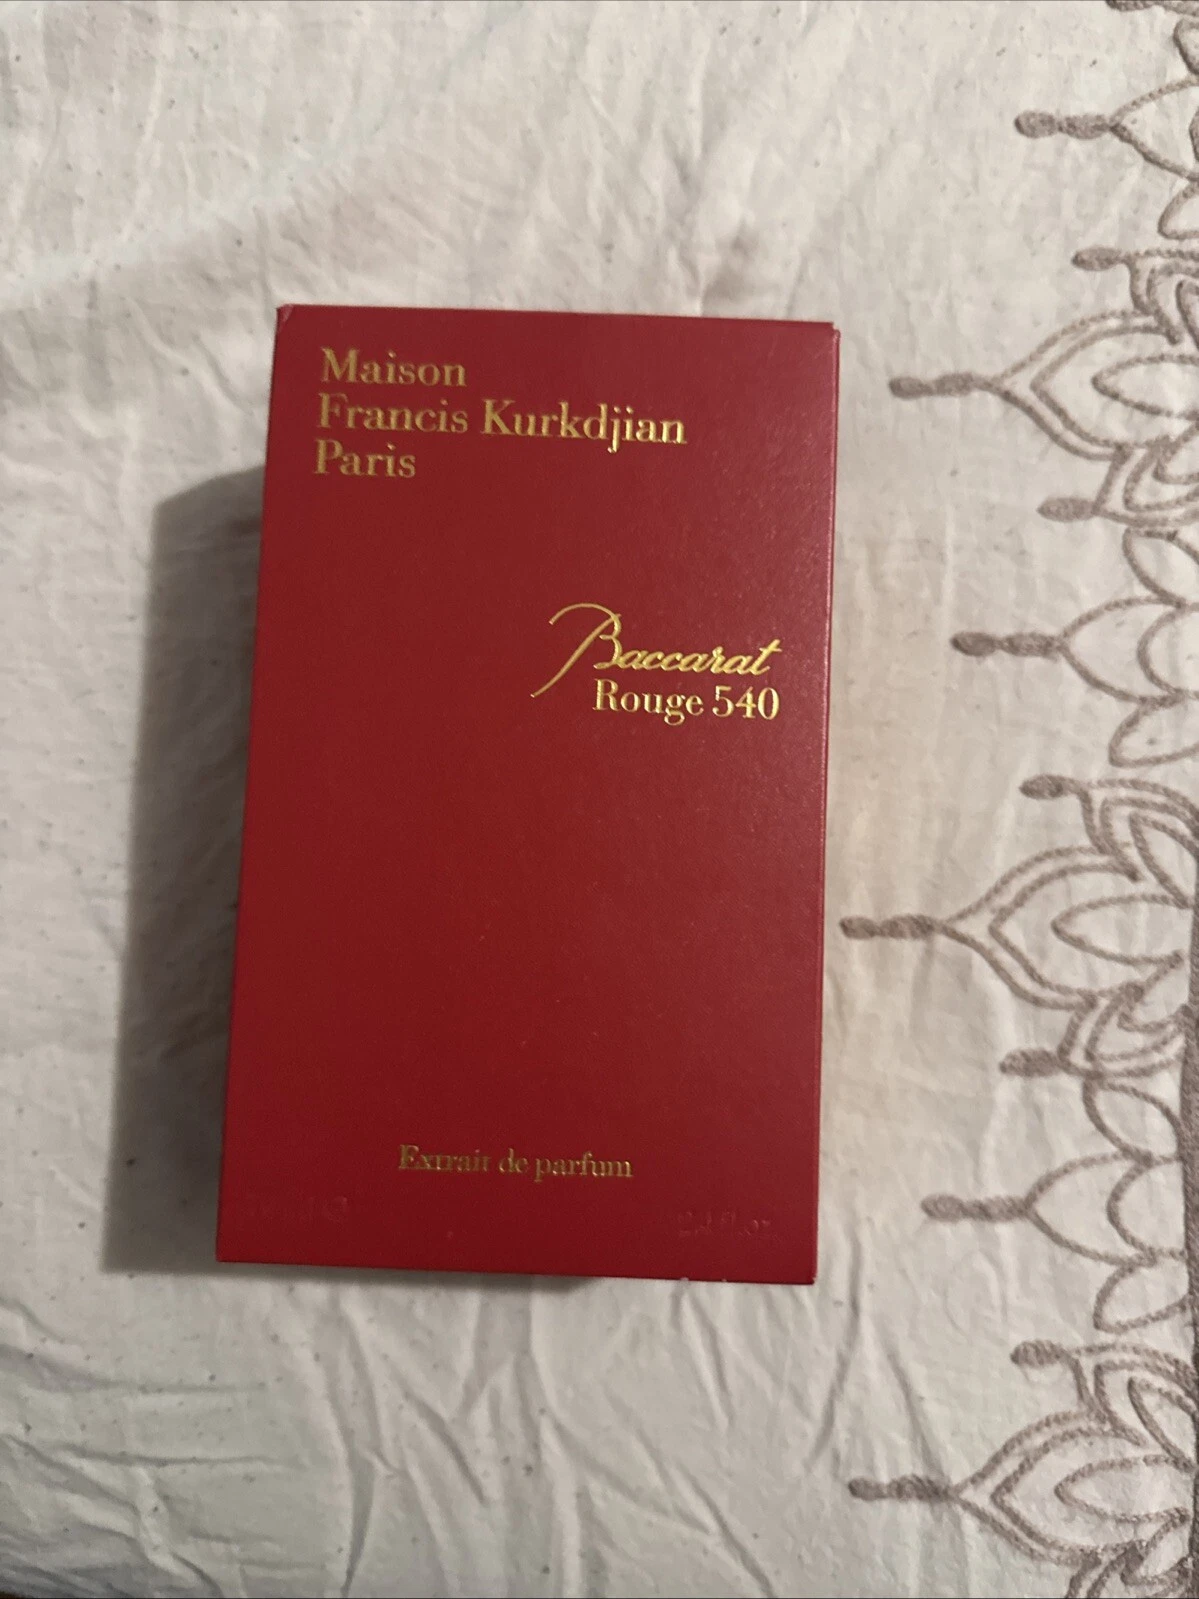 Maison
Francis Kurkdjian
Paris
Baccarat
Rouge 540
Extrait de parfum